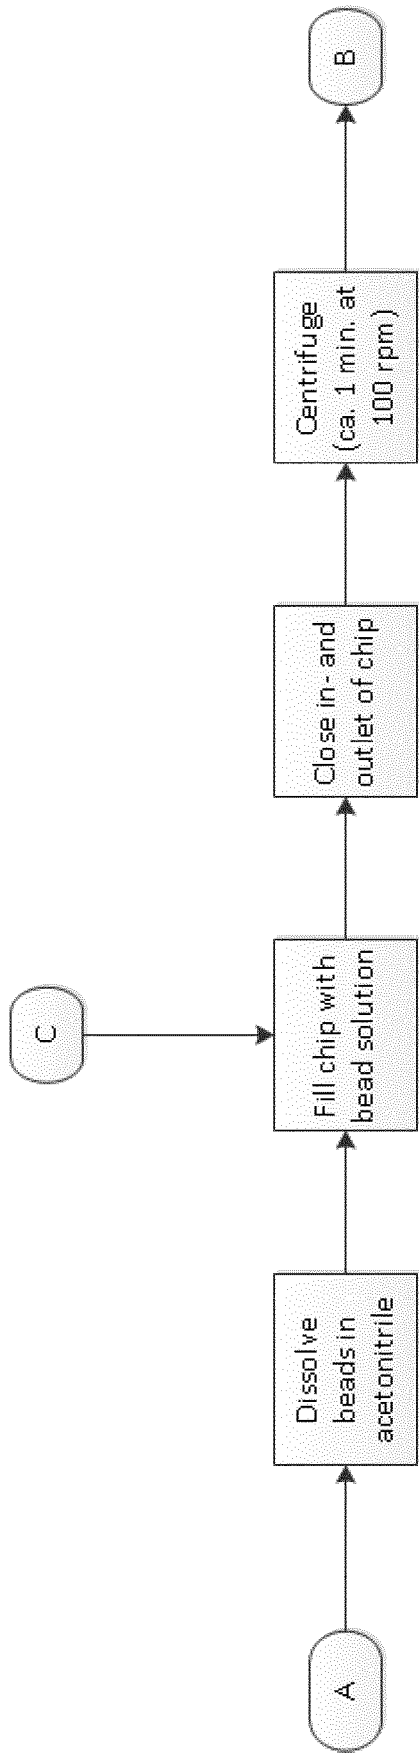 C
A
Dissolve
beads in
acetonitrile
Fill chip with
bead solution
Close in- and
outlet of chip
Centrifuge
(ca. 1 min. at
100 rpm)
B